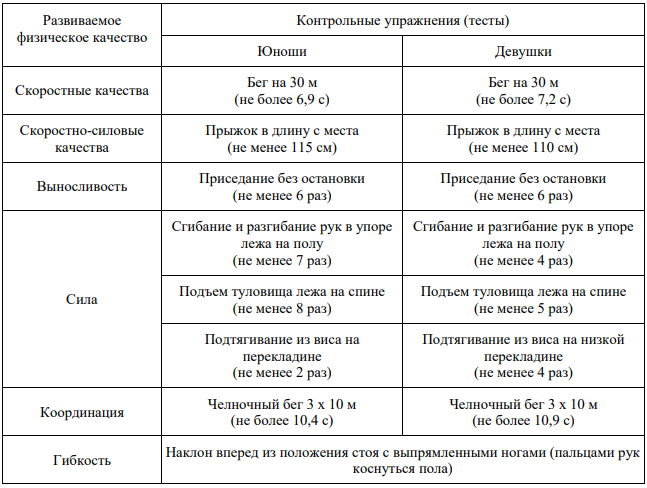 Развиваемое
физическое качество
Контрольные упражнения (тесты)
Юноши
Девушки
Скоростные качества
Бег на 30 м
(не более 6,9 с)
Бег на 30 м
(не более 7,2 с)
Скоростно-силовые
качества
Прыжок в длину с места
(не менее 115 см)
Прыжок в длину с места
(не менее 110 см)
Выносливость
Приседание без остановки
(не менее 6 раз)
Приседание без остановки
(не менее 6 раз)
Сила
Сгибание и разгибание рук в упоре
лежа на полу
(не менее 7 раз)
Сгибание и разгибание рук в упоре
лежа на полу
(не менее 4 раз)
Подъем туловища лежа на спине
(не менее 8 раз)
Подъем туловища лежа на спине
(не менее 5 раз)
Подтягивание из виса на
перекладине
(не менее 2 раз)
Подтягивание из виса на низкой
перекладине
(не менее 4 раз)
Координация
Челночный бег 3 х 10 м
(не более 10,4 с)
Челночный бег 3 х 10 м
(не более 10,9 с)
Гибкость
Наклон вперед из положения стоя с выпрямленными ногами (пальцами рук
коснуться пола)